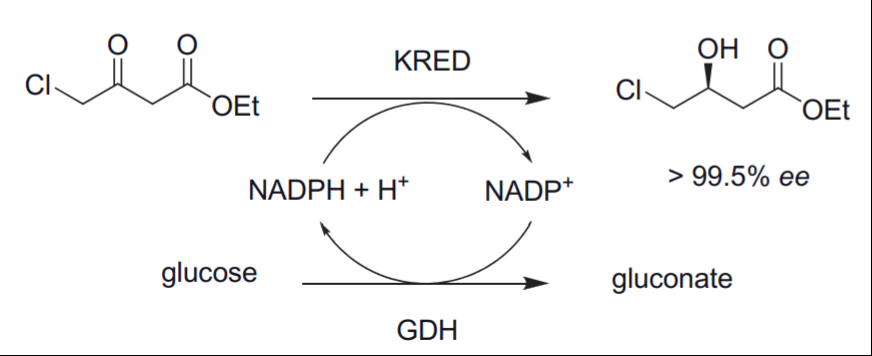 O O
Cl
OEt
KRED
OH O
Cl
OEt
NADPH + H⁺
NADP⁺
> 99.5% ee
glucose
gluconate
GDH